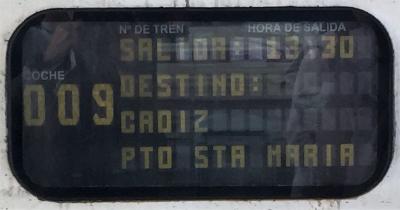 Nº DE TREN HORA DE SALIDA
SALIDA: 13:30
COCHE
009
DESTINO:
CADIZ
PTO STA MARIA